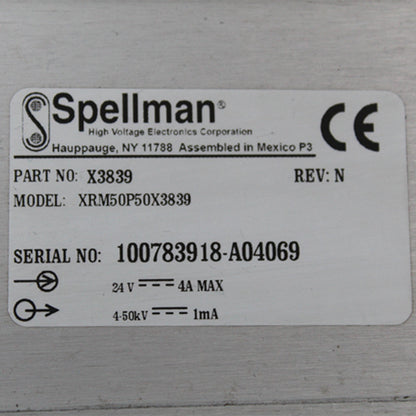 Spellman®
High Voltage Electronics Corporation
Hauppauge, NY 11788 Assembled in Mexico P3
CE
PART NO: X3839 REV: N
MODEL: XRM50P50X3839
SERIAL NO: 100783918-A04069
24 V 4A MAX
4-50kV 1mA